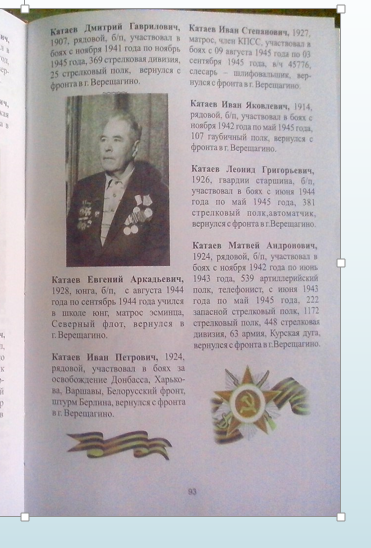 Катаев Дмитрий Гаврилович,
1907, рядовой, б/п, участвовал в
боях с ноября 1941 года по ноябрь
1945 года, 369 стрелковая дивизия,
25 стрелковый полк, вернулся с
фронта в г. Верещагино.
Катаев Евгений Аркадьевич,
1928, юнга, б/п, с августа 1944
года по сентябрь 1944 года учился
в школе юнг, матрос эсминца,
Северный флот, вернулся в
г.Верещагино.
Катаев Иван Петрович, 1924,
рядовой, участвовал в боях за
освобождение Донбасса, Харько-
ва, Варшавы, Белорусский фронт,
штурм Берлина, вернулся с фронта
в г. Верещагино.
Катаев Иван Степанович, 1927,
матрос, член КПСС, участвовал в
боях с 09 августа 1945 года по 03
сентября 1945 года, в/ч 45776,
слесарь – шлифовальщик, вер-
нулся с фронта в г. Верещагино.
Катаев Иван Яковлевич, 1914,
рядовой, б/п, участвовал в боях с
ноября 1942 года по май 1945 года,
107 гаубичный полк, вернулся с
фронта в г. Верещагино.
Катаев Леонид Григорьевич,
1926, гвардии старшина, б/п,
участвовал в боях с июня 1944
года по май 1945 года, 381
стрелковый полк,автоматчик,
вернулся с фронта в г.Верещагино.
Катаев Матвей Андронович,
1924, рядовой, б/п, участвовал в
боях с ноября 1942 года по июнь
1943 года, 539 артиллерийский
полк, телефонист, с июня 1943
года по май 1945 года, 222
запасной стрелковый полк, 1172
стрелковый полк, 448 стрелковая
дивизия, 63 армия, Курская дуга,
вернулся с фронта в г.Верещагино.
93